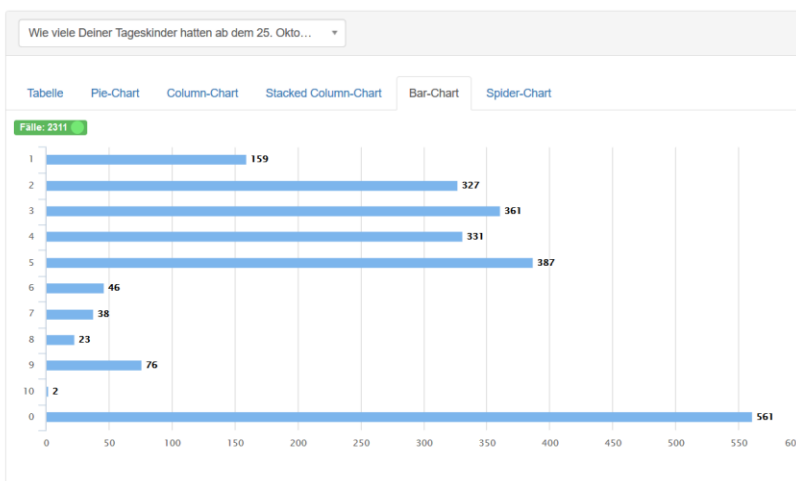 Wie viele Deiner Tageskinder hatten ab dem 25. Okto...
Tabelle Pie-Chart Column-Chart Stacked Column-Chart Bar-Chart Spider-Chart
Fälle: 2311
1 159
2 327
3 361
4 331
5 387
6 46
7 38
8 23
9 76
10 2
0 561
0 50 100 150 200 250 300 350 400 450 500 550 60